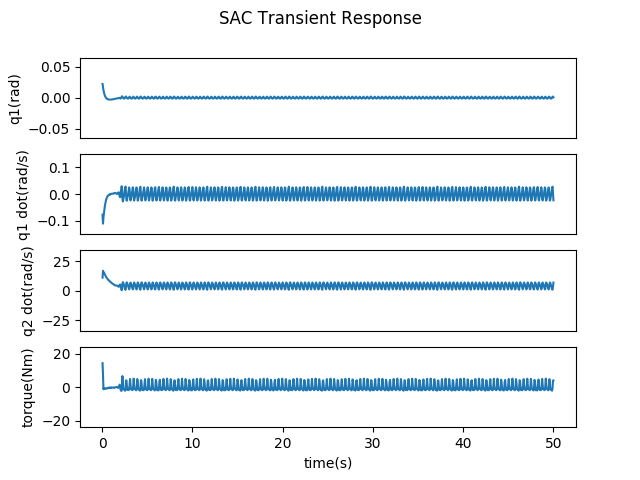 SAC Transient Response
q1(rad)
0.05
0.00
−0.05
q1 dot(rad/s)
0.1
0.0
−0.1
q2 dot(rad/s)
25
0
−25
torque(Nm)
20
0
−20
0 10 20 30 40 50
time(s)